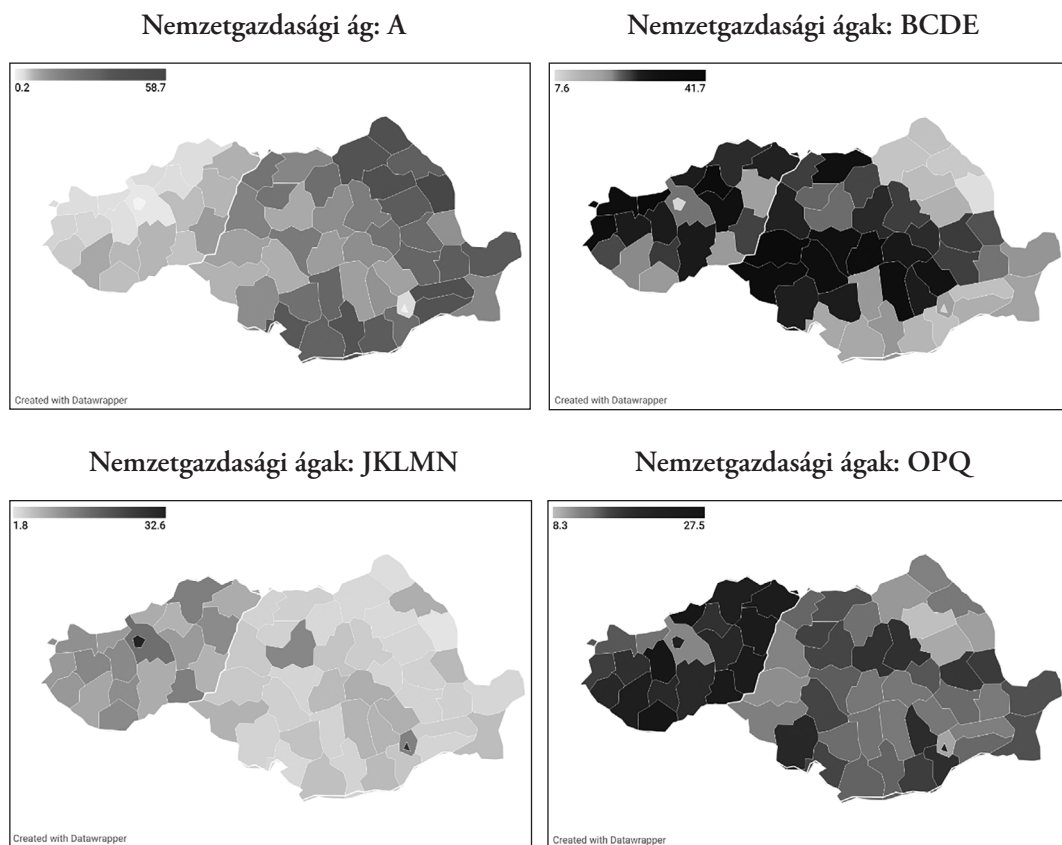 Nemzetgazdasági ág: A
Nemzetgazdasági ágak: BCDE
0.2 58.7
7.6 41.7
Created with Datawrapper
Created with Datawrapper
Nemzetgazdasági ágak: JKLMN
Nemzetgazdasági ágak: OPQ
1.8 32.6
8.3 27.5
Created with Datawrapper
Created with Datawrapper